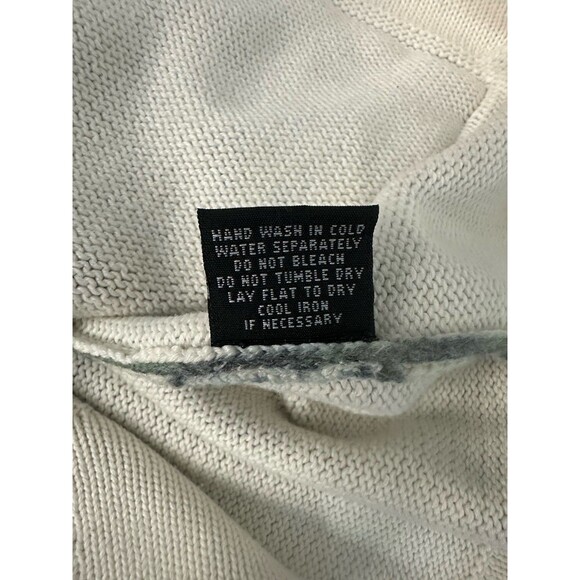 HAND WASH IN COLD
WATER SEPARATELY
DO NOT BLEACH
DO NOT TUMBLE DRY
LAY FLAT TO DRY
COOL IRON
IF NECESSARY